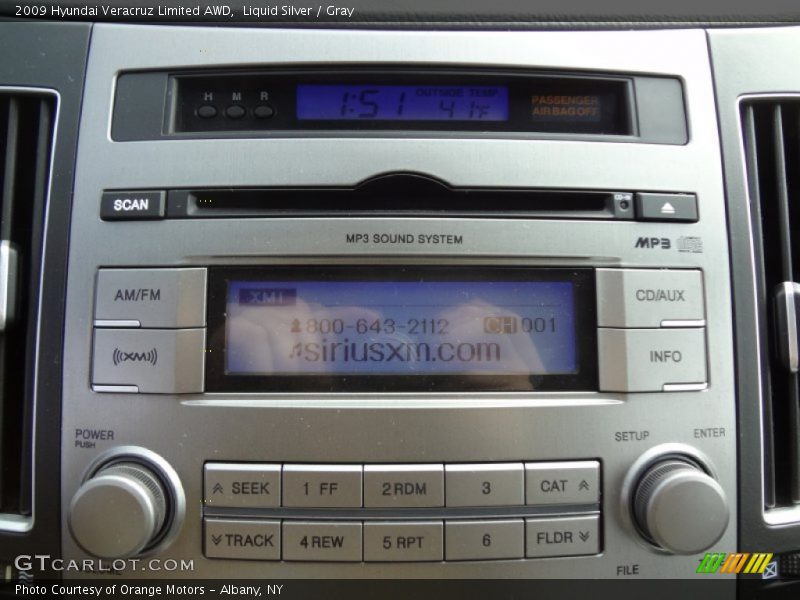 2009 Hyundai Veracruz Limited AWD,  Liquid Silver / Gray
H M R
OUTSIDE TEMP
1:51 41°F
PASSENGER
AIRBAG OFF
SCAN
MP3 SOUND SYSTEM
MP3
AM/FM
CD/AUX
XM1
800-643-2112 CH 001
siriusxm.com
((XM))
INFO
POWER
PUSH
SETUP
ENTER
SEEK
1 FF
2 RDM
3
CAT
TRACK
4 REW
5 RPT
6
FLDR
FILE
GTCARLOT.COM
Photo Courtesy of Orange Motors - Albany, NY